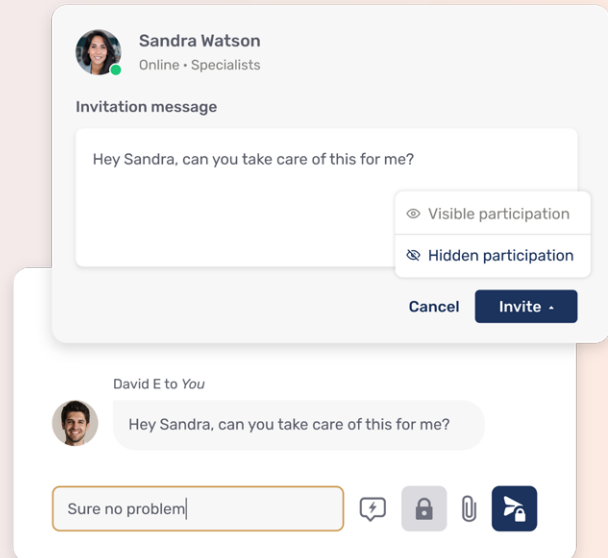 Sandra Watson
Online • Specialists
Invitation message
Hey Sandra, can you take care of this for me?
Visible participation
Hidden participation
Cancel
Invite
David E to You
Hey Sandra, can you take care of this for me?
Sure no problem